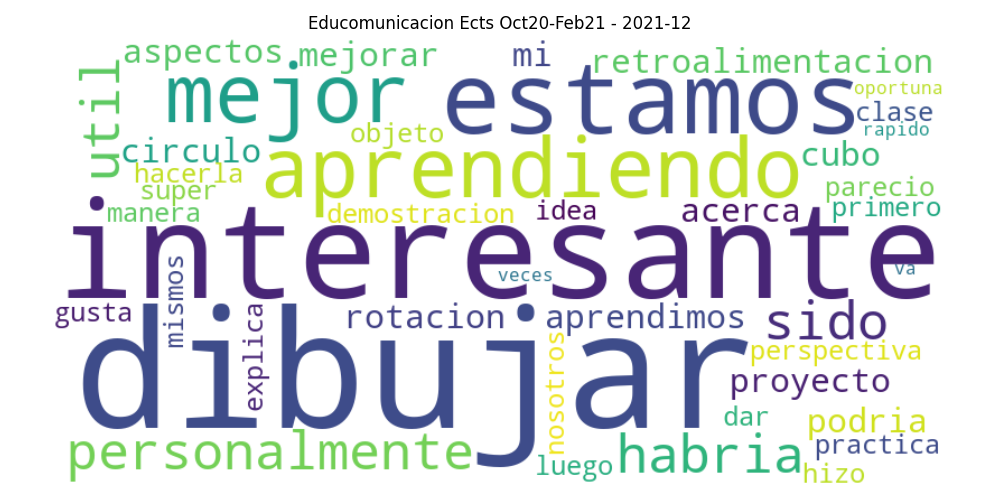 Educomunicacion Ects Oct20-Feb21 - 2021-12
aspectos mejorar mi retroalimentacion
util mejor estamos oportuna
clase
objeto rapido
circulo aprendiendo cubo
hacerla
super parecio
manera demostracion idea acerca primero
interesante
mismos veces va
gusta explica rotacion aprendimos sido
dibujar nosotros perspectiva
proyecto
dar podria
personalmente habria practica
luego hizo